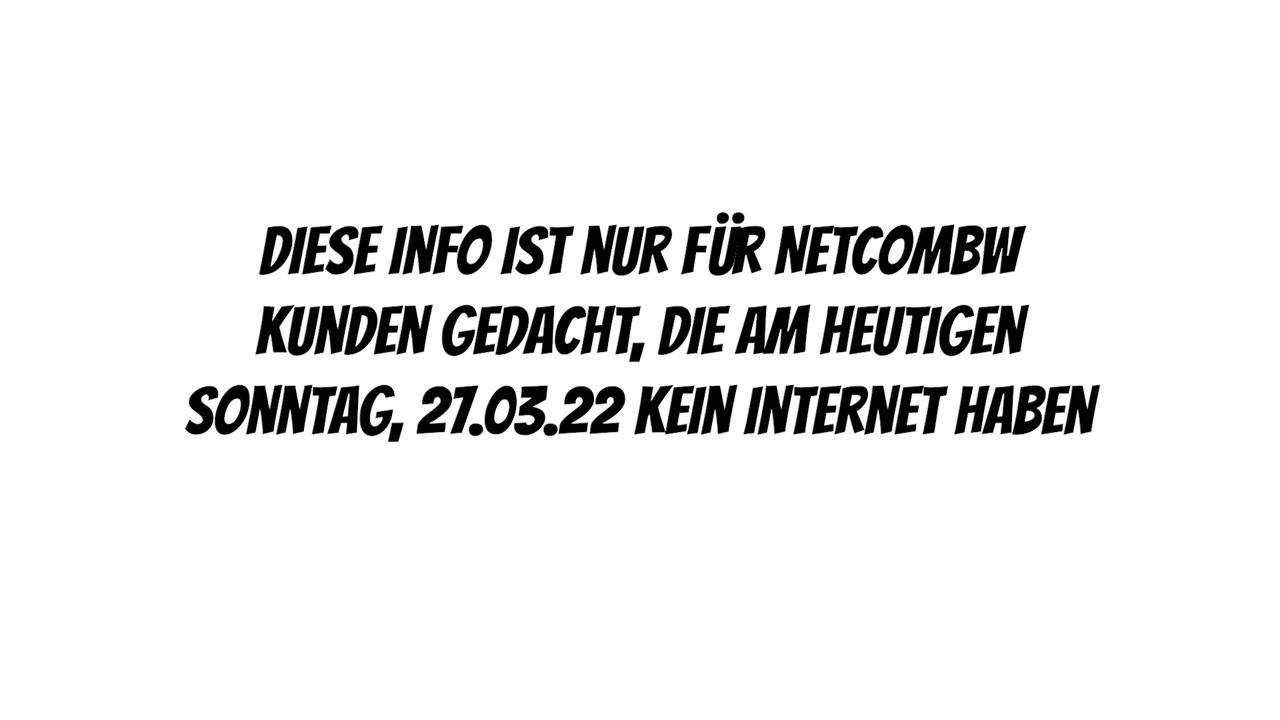 DIESE INFO IST NUR FÜR NETCOMBW
KUNDEN GEDACHT, DIE AM HEUTIGEN
SONNTAG, 27.03.22 KEIN INTERNET HABEN